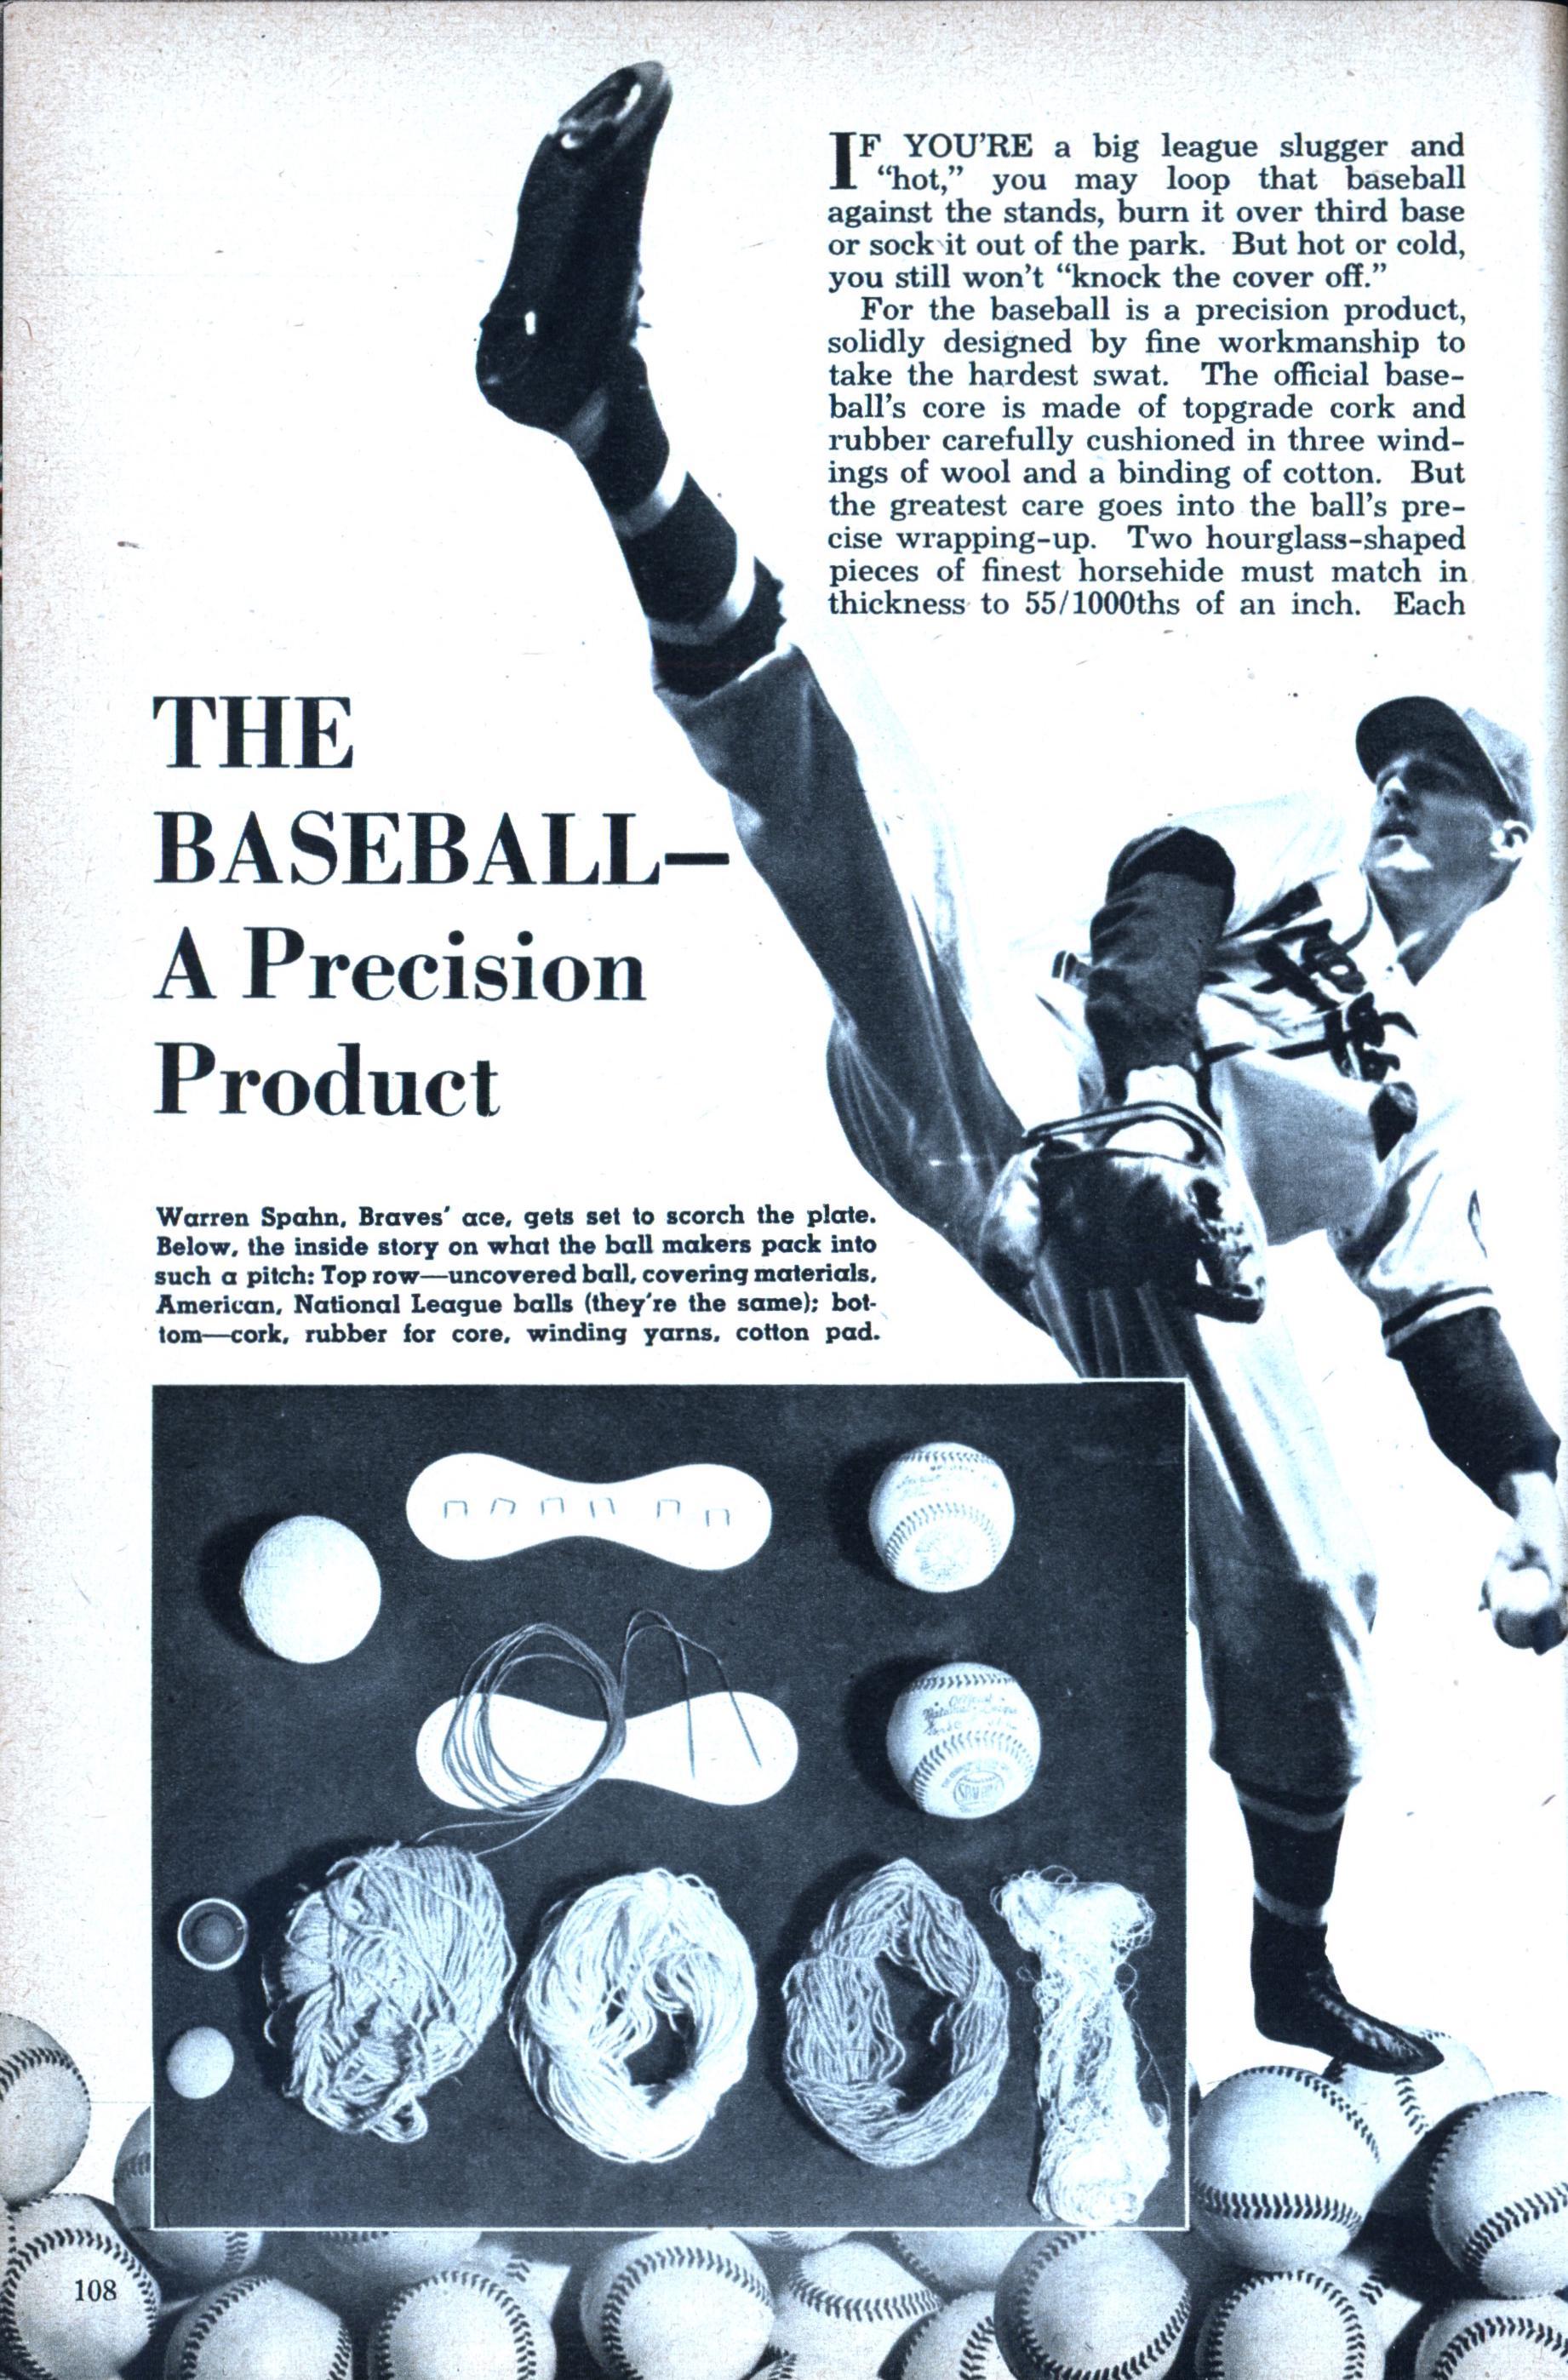 IF YOU'RE a big league slugger and
"hot," you may loop that baseball
against the stands, burn it over third base
or sock it out of the park. But hot or cold,
you still won't "knock the cover off."
For the baseball is a precision product,
solidly designed by fine workmanship to
take the hardest swat. The official base-
ball's core is made of topgrade cork and
rubber carefully cushioned in three wind-
ings of wool and a binding of cotton. But
the greatest care goes into the ball's pre-
cise wrapping-up. Two hourglass-shaped
pieces of finest horsehide must match in
thickness to 55/1000ths of an inch. Each
THE
BASEBALL—
A Precision
Product
Warren Spahn, Braves' ace, gets set to scorch the plate.
Below, the inside story on what the ball makers pack into
such a pitch: Top row—uncovered ball, covering materials,
American, National League balls (they're the same); bot-
tom—cork, rubber for core, winding yarns, cotton pad.
Official
National League
108